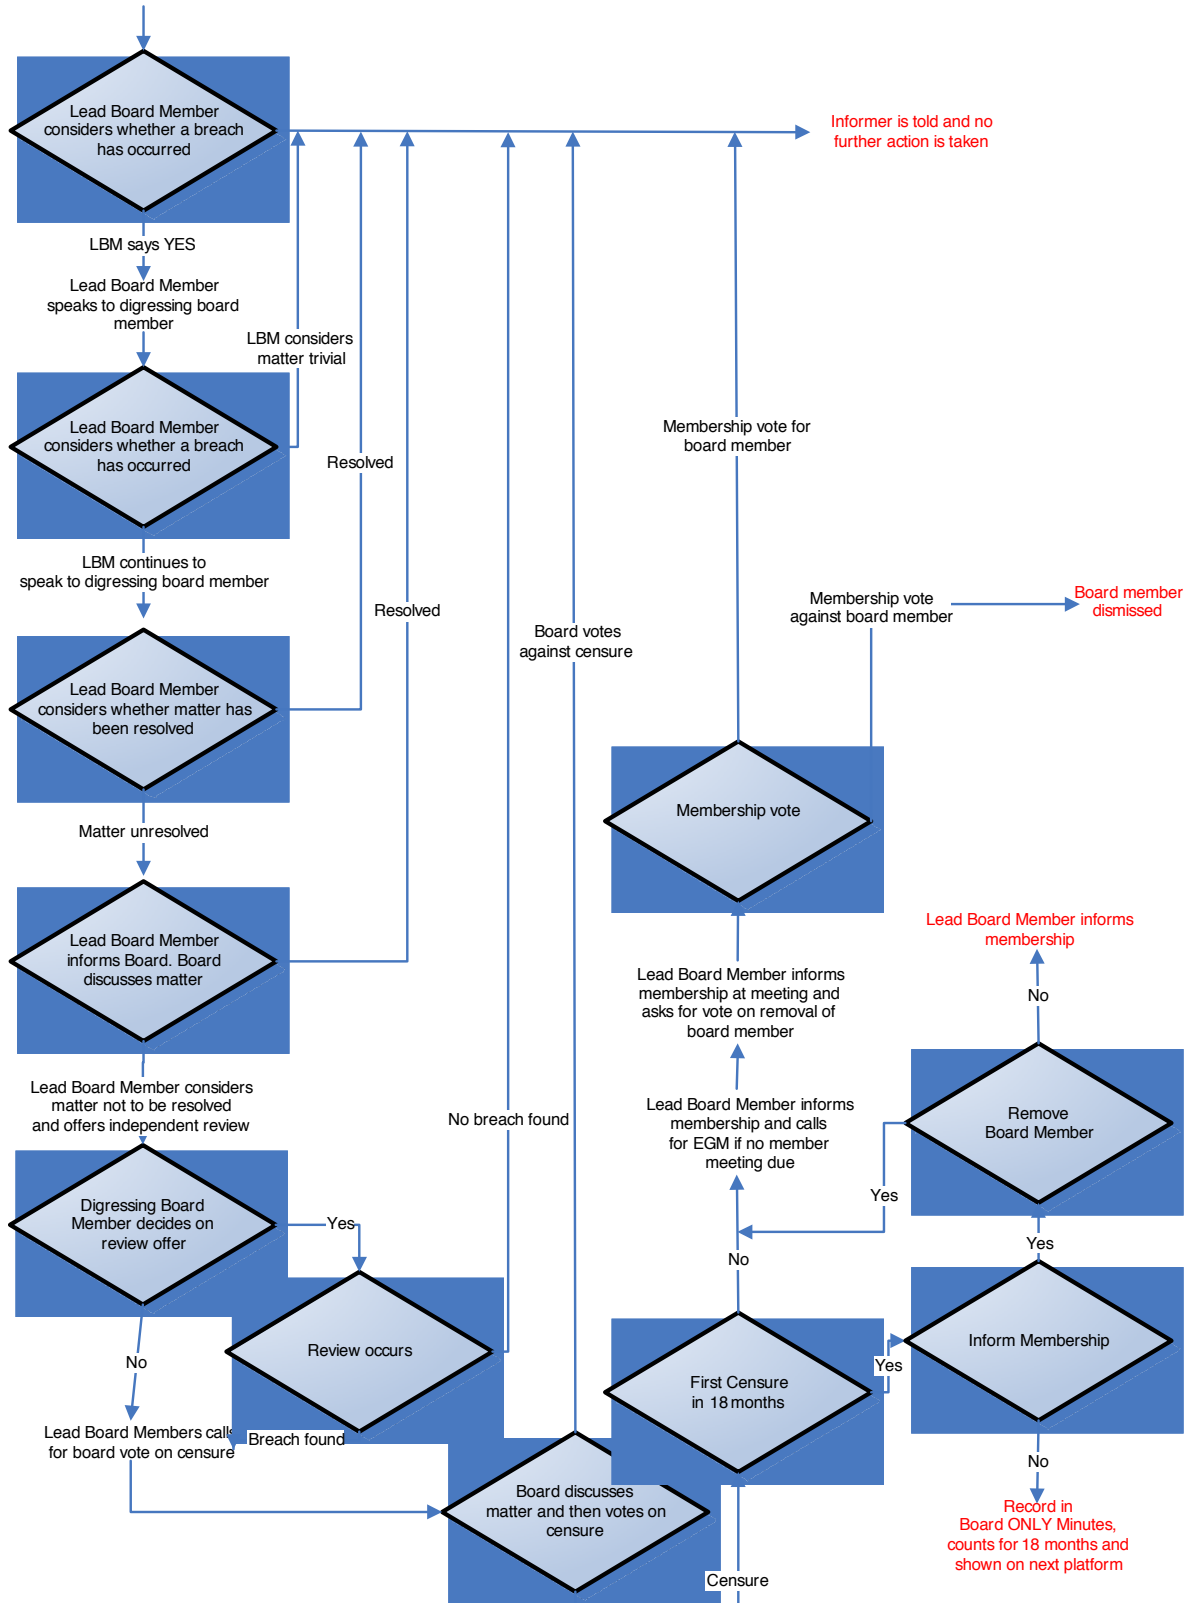 Lead Board Member
considers whether a breach
has occurred
Informer is told and no
further action is taken
LBM says YES
Lead Board Member
speaks to digressing board
member
LBM considers
matter trivial
Lead Board Member
considers whether a breach
has occurred
Resolved
Membership vote for
board member
LBM continues to
speak to digressing board member
Resolved
Board votes
against censure
Membership vote
against board member
Board member
dismissed
Lead Board Member
considers whether matter has
been resolved
Matter unresolved
Membership vote
Lead Board Member
informs Board. Board
discusses matter
Lead Board Member informs
membership
Lead Board Member informs
membership at meeting and
asks for vote on removal of
board member
No
Lead Board Member considers
matter not to be resolved
and offers independent review
No breach found
Lead Board Member informs
membership and calls
for EGM if no member
meeting due
Remove
Board Member
Yes
Digressing Board
Member decides on
review offer
Yes
No
Yes
Review occurs
No
First Censure
in 18 months
Yes
Inform Membership
Lead Board Members calls
for board vote on censure
Breach found
No
Board discusses
matter and then votes on
censure
Record in
Board ONLY Minutes,
counts for 18 months and
shown on next platform
Censure